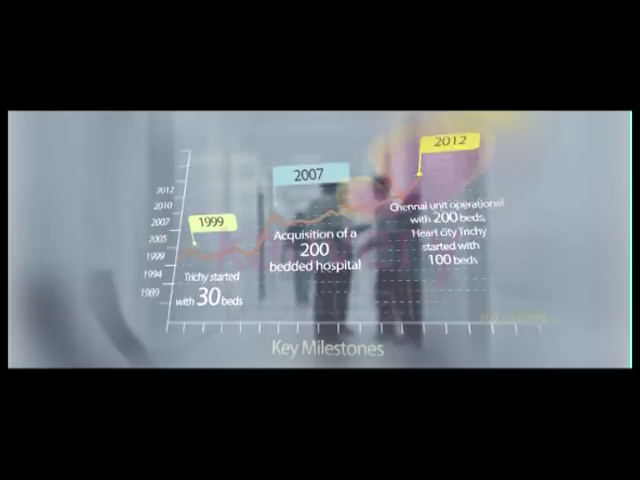 2012
2010
2007
2005
1999
1994
1989
1999
Trichy started
with 30 beds
2007
Acquisition of a
200
bedded hospital
2012
Chennai unit operational
with 200 beds,
Heart city Trichy
started with
100 beds
Key Milestones